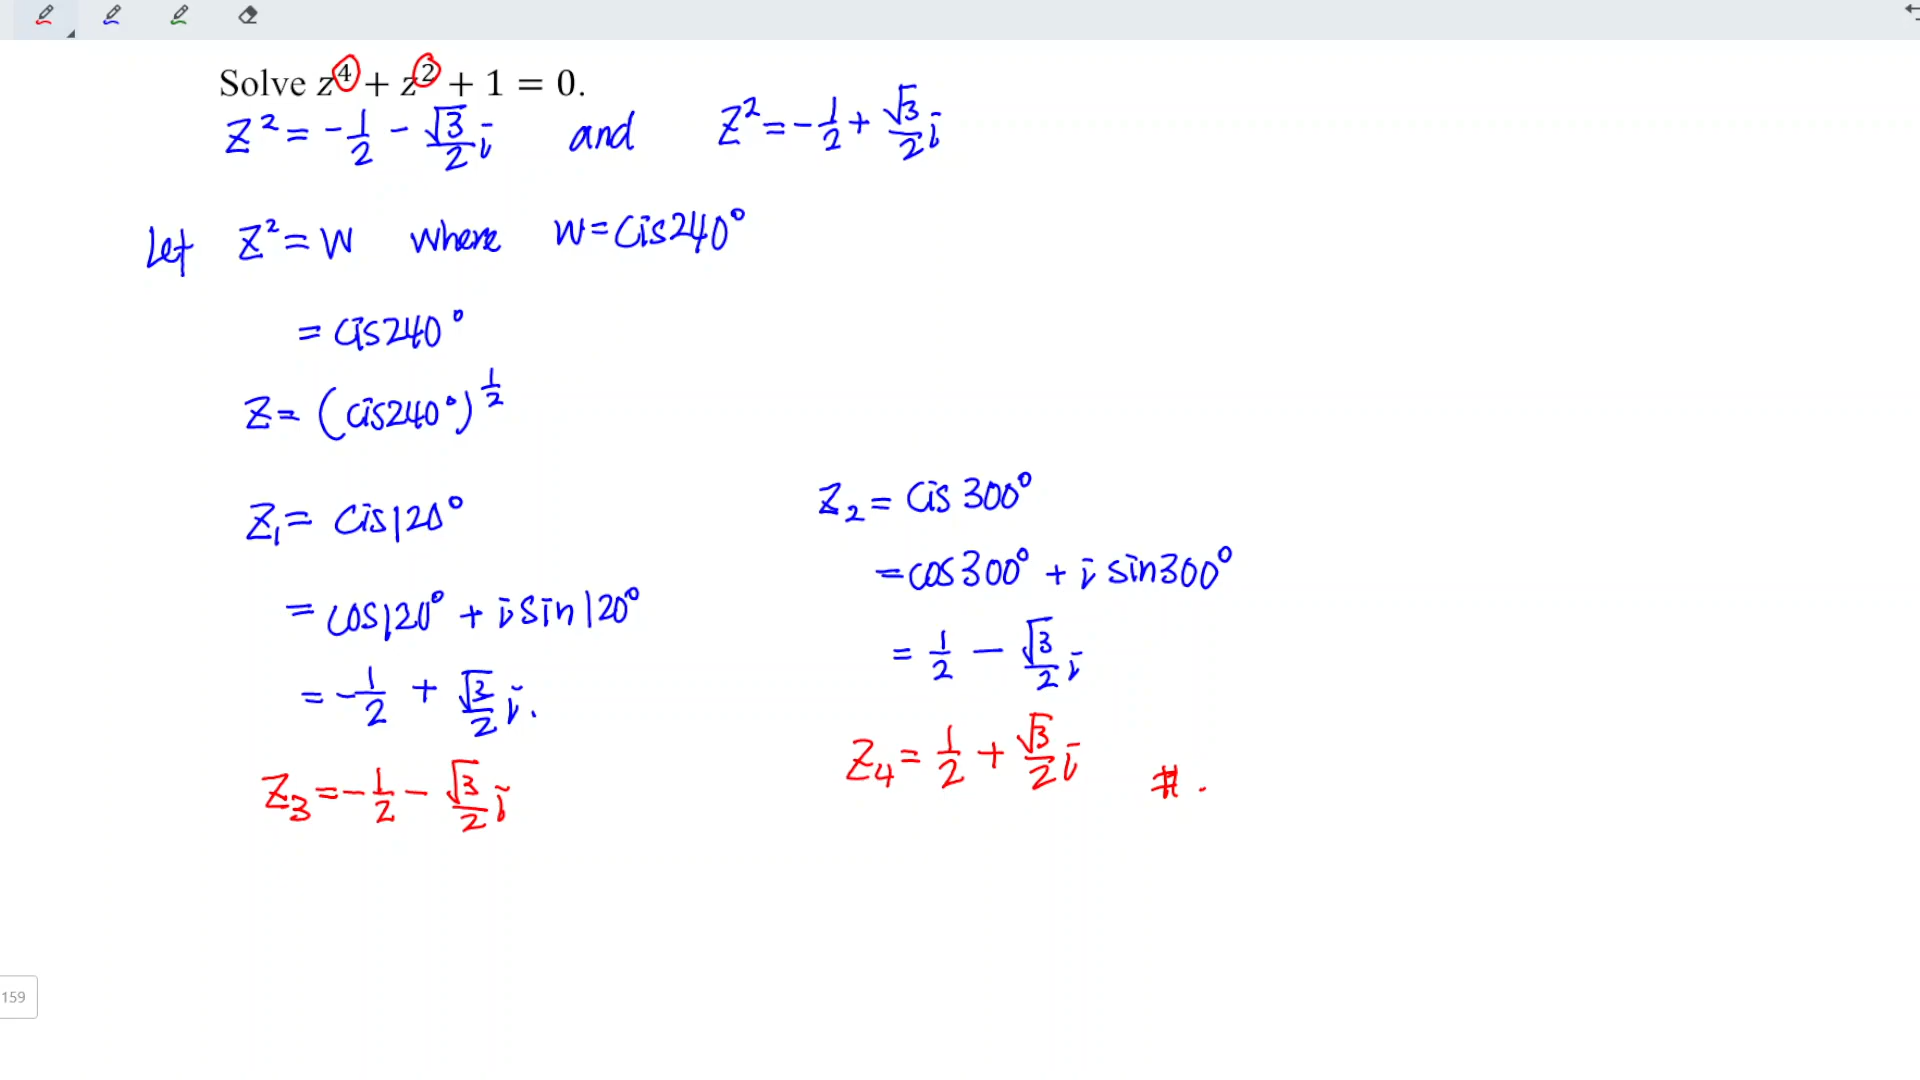 Solve z⁴ + z² + 1 = 0.
Z² = -1/2 - √3/2 i and Z² = -1/2 + √3/2 i
Let Z² = W where W = Cis240°
= Cis240°
Z = (Cis240°)^1/2
Z₁ = Cis120°
= cos120° + i sin120°
= -1/2 + √3/2 i.
Z₃ = -1/2 - √3/2 i
Z₂ = Cis 300°
= cos300° + i sin300°
= 1/2 - √3/2 i
Z₄ = 1/2 + √3/2 i #.
159